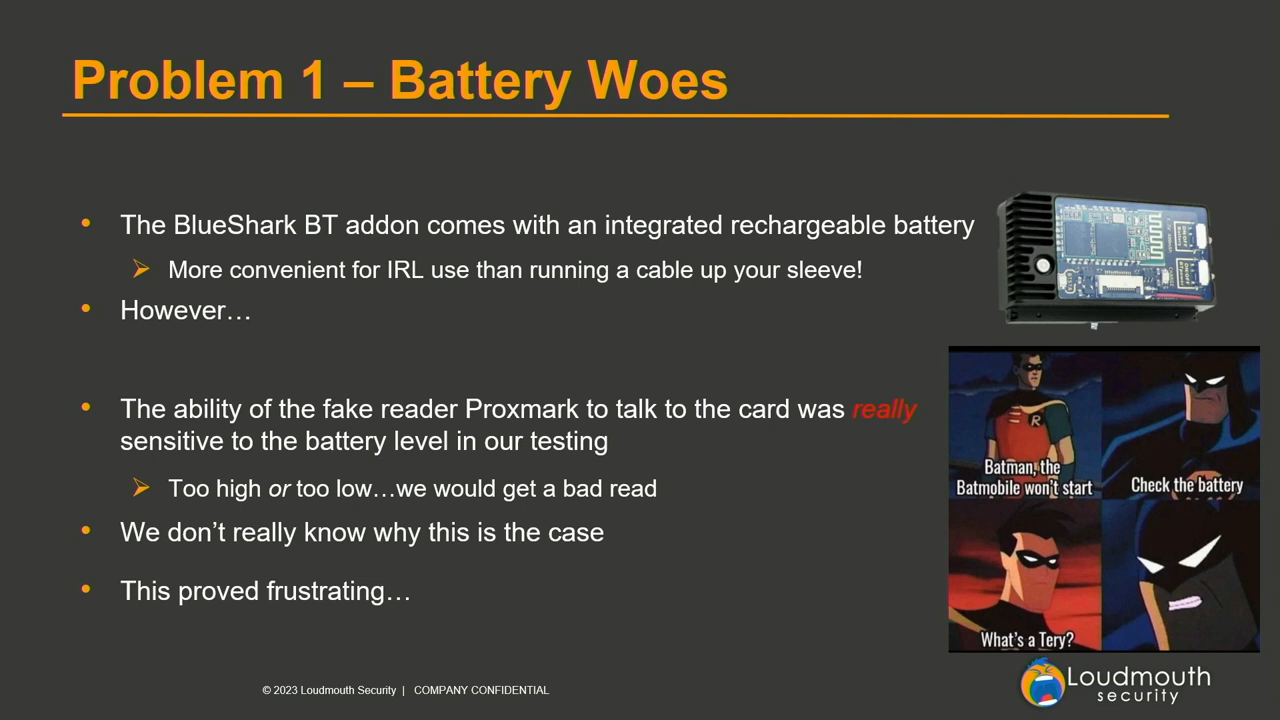 Problem 1 – Battery Woes
• The BlueShark BT addon comes with an integrated rechargeable battery
➢ More convenient for IRL use than running a cable up your sleeve!
• However…
• The ability of the fake reader Proxmark to talk to the card was really
sensitive to the battery level in our testing
➢ Too high or too low…we would get a bad read
• We don’t really know why this is the case
• This proved frustrating…
R
Batman, the
Batmobile won't start
Check the battery
What's a Tery?
© 2023 Loudmouth Security | COMPANY CONFIDENTIAL
Loudmouth
security